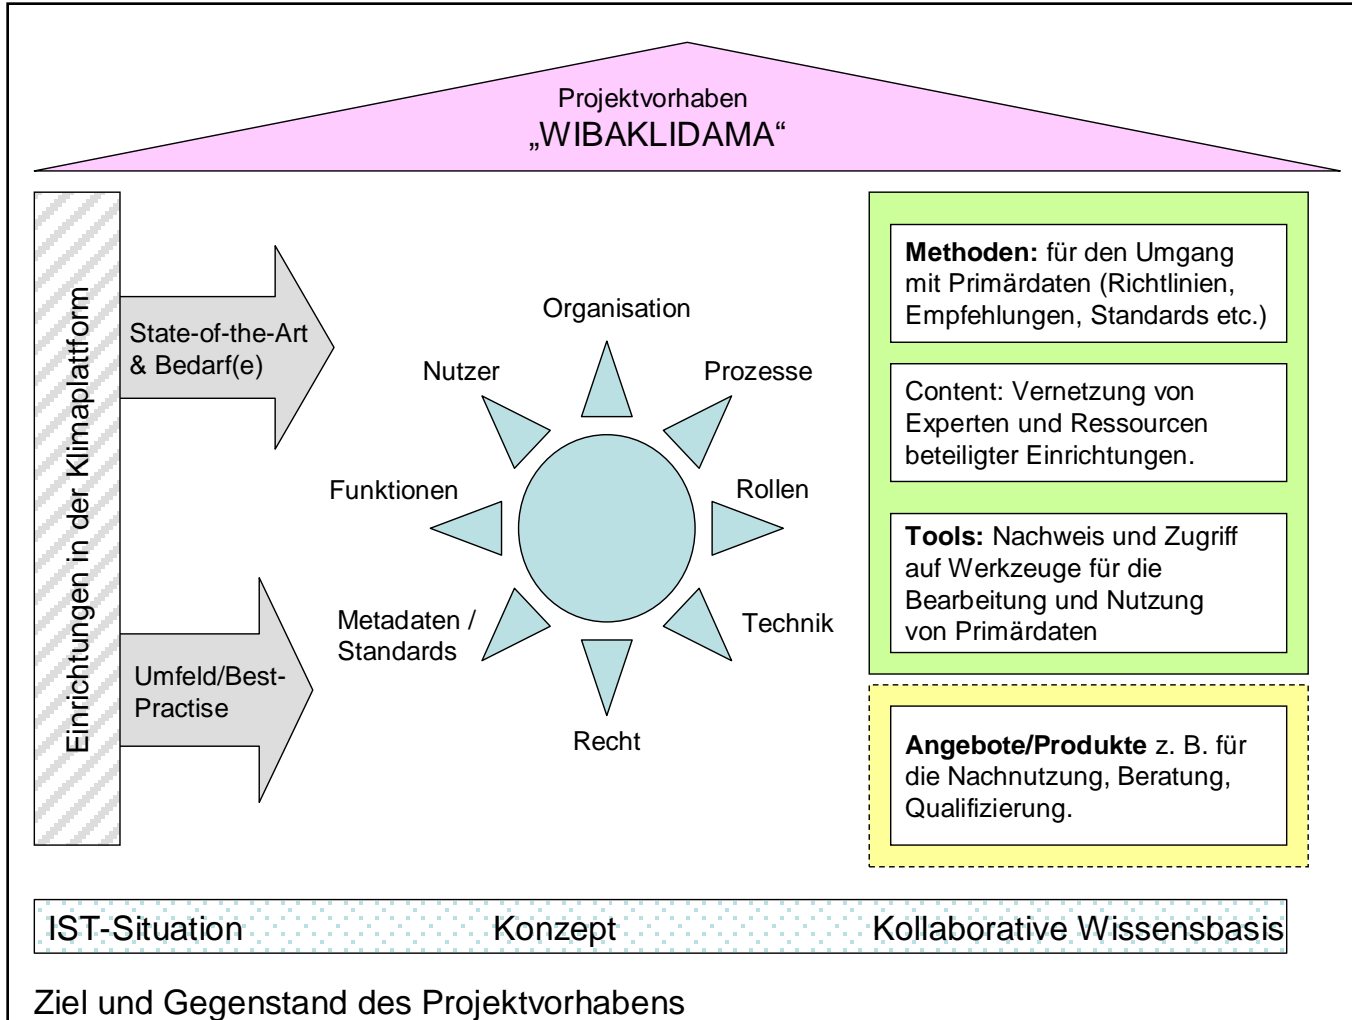 Projektvorhaben
„WIBAKLIDAMA“
Einrichtungen in der Klimaplattform
State-of-the-Art
& Bedarf(e)
Umfeld/Best-
Practise
Organisation
Nutzer
Prozesse
Funktionen
Rollen
Metadaten /
Standards
Technik
Recht
Methoden: für den Umgang
mit Primärdaten (Richtlinien,
Empfehlungen, Standards etc.)
Content: Vernetzung von
Experten und Ressourcen
beteiligter Einrichtungen.
Tools: Nachweis und Zugriff
auf Werkzeuge für die
Bearbeitung und Nutzung
von Primärdaten
Angebote/Produkte z. B. für
die Nachnutzung, Beratung,
Qualifizierung.
IST-Situation
Konzept
Kollaborative Wissensbasis
Ziel und Gegenstand des Projektvorhabens